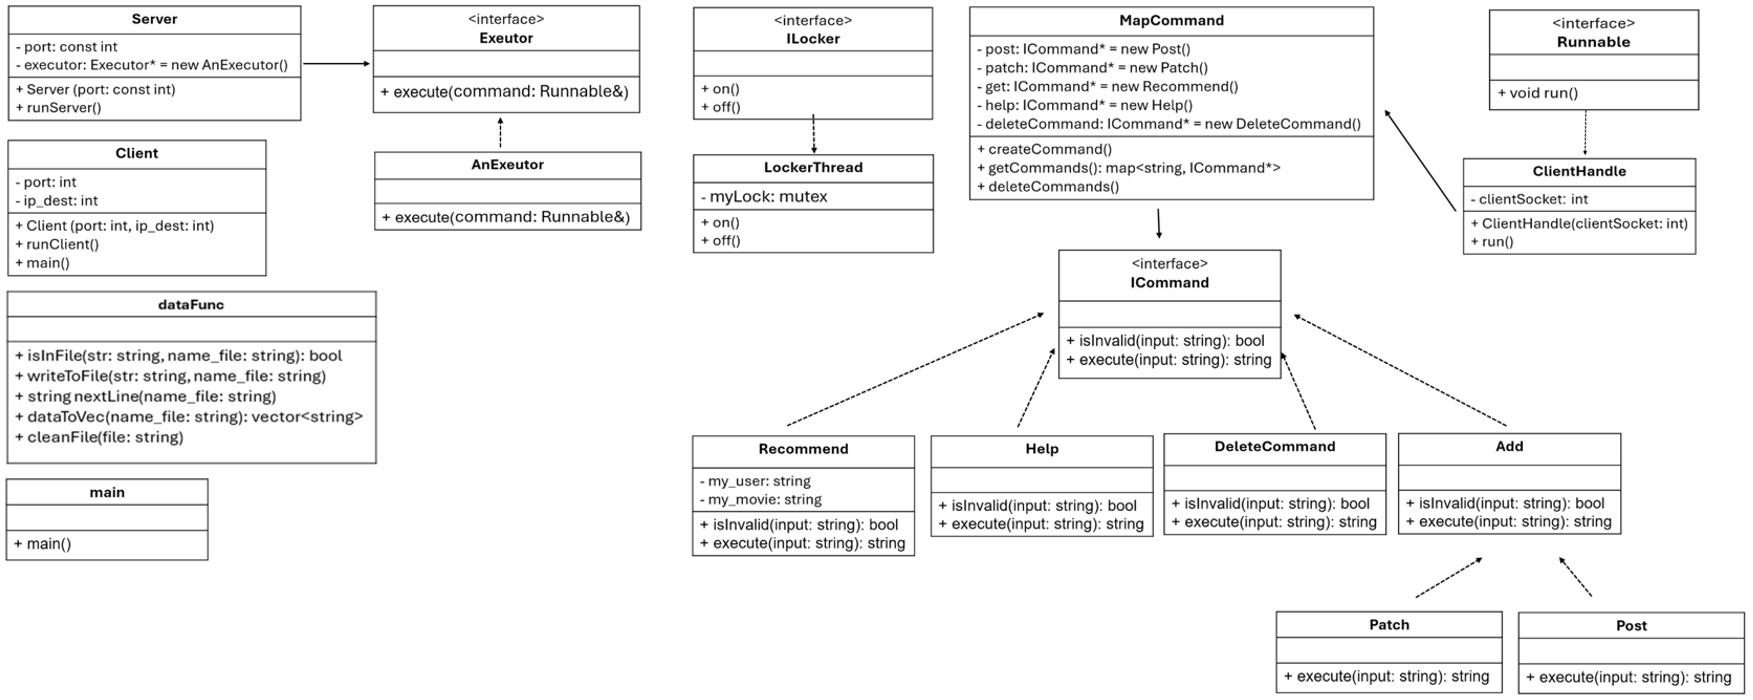 Server
- port: const int
- executor: Executor* = new AnExecutor()
+ Server (port: const int)
+ runServer()
<interface>
Exeutor
+ execute(command: Runnable&)
AnExeutor
+ execute(command: Runnable&)
Client
- port: int
- ip_dest: int
+ Client (port: int, ip_dest: int)
+ runClient()
+ main()
dataFunc
+ isInFile(str: string, name_file: string): bool
+ writeToFile(str: string, name_file: string)
+ string nextLine(name_file: string)
+ dataToVec(name_file: string): vector<string>
+ cleanFile(file: string)
main
+ main()
<interface>
ILocker
+ on()
+ off()
LockerThread
- myLock: mutex
+ on()
+ off()
MapCommand
- post: ICommand* = new Post()
- patch: ICommand* = new Patch()
- get: ICommand* = new Recommend()
- help: ICommand* = new Help()
- deleteCommand: ICommand* = new DeleteCommand()
+ createCommand()
+ getCommands(): map<string, ICommand*>
+ deleteCommands()
<interface>
Runnable
+ void run()
ClientHandle
- clientSocket: int
+ ClientHandle(clientSocket: int)
+ run()
<interface>
ICommand
+ isInvalid(input: string): bool
+ execute(input: string): string
Recommend
- my_user: string
- my_movie: string
+ isInvalid(input: string): bool
+ execute(input: string): string
Help
+ isInvalid(input: string): bool
+ execute(input: string): string
DeleteCommand
+ isInvalid(input: string): bool
+ execute(input: string): string
Add
+ isInvalid(input: string): bool
+ execute(input: string): string
Patch
+ execute(input: string): string
Post
+ execute(input: string): string